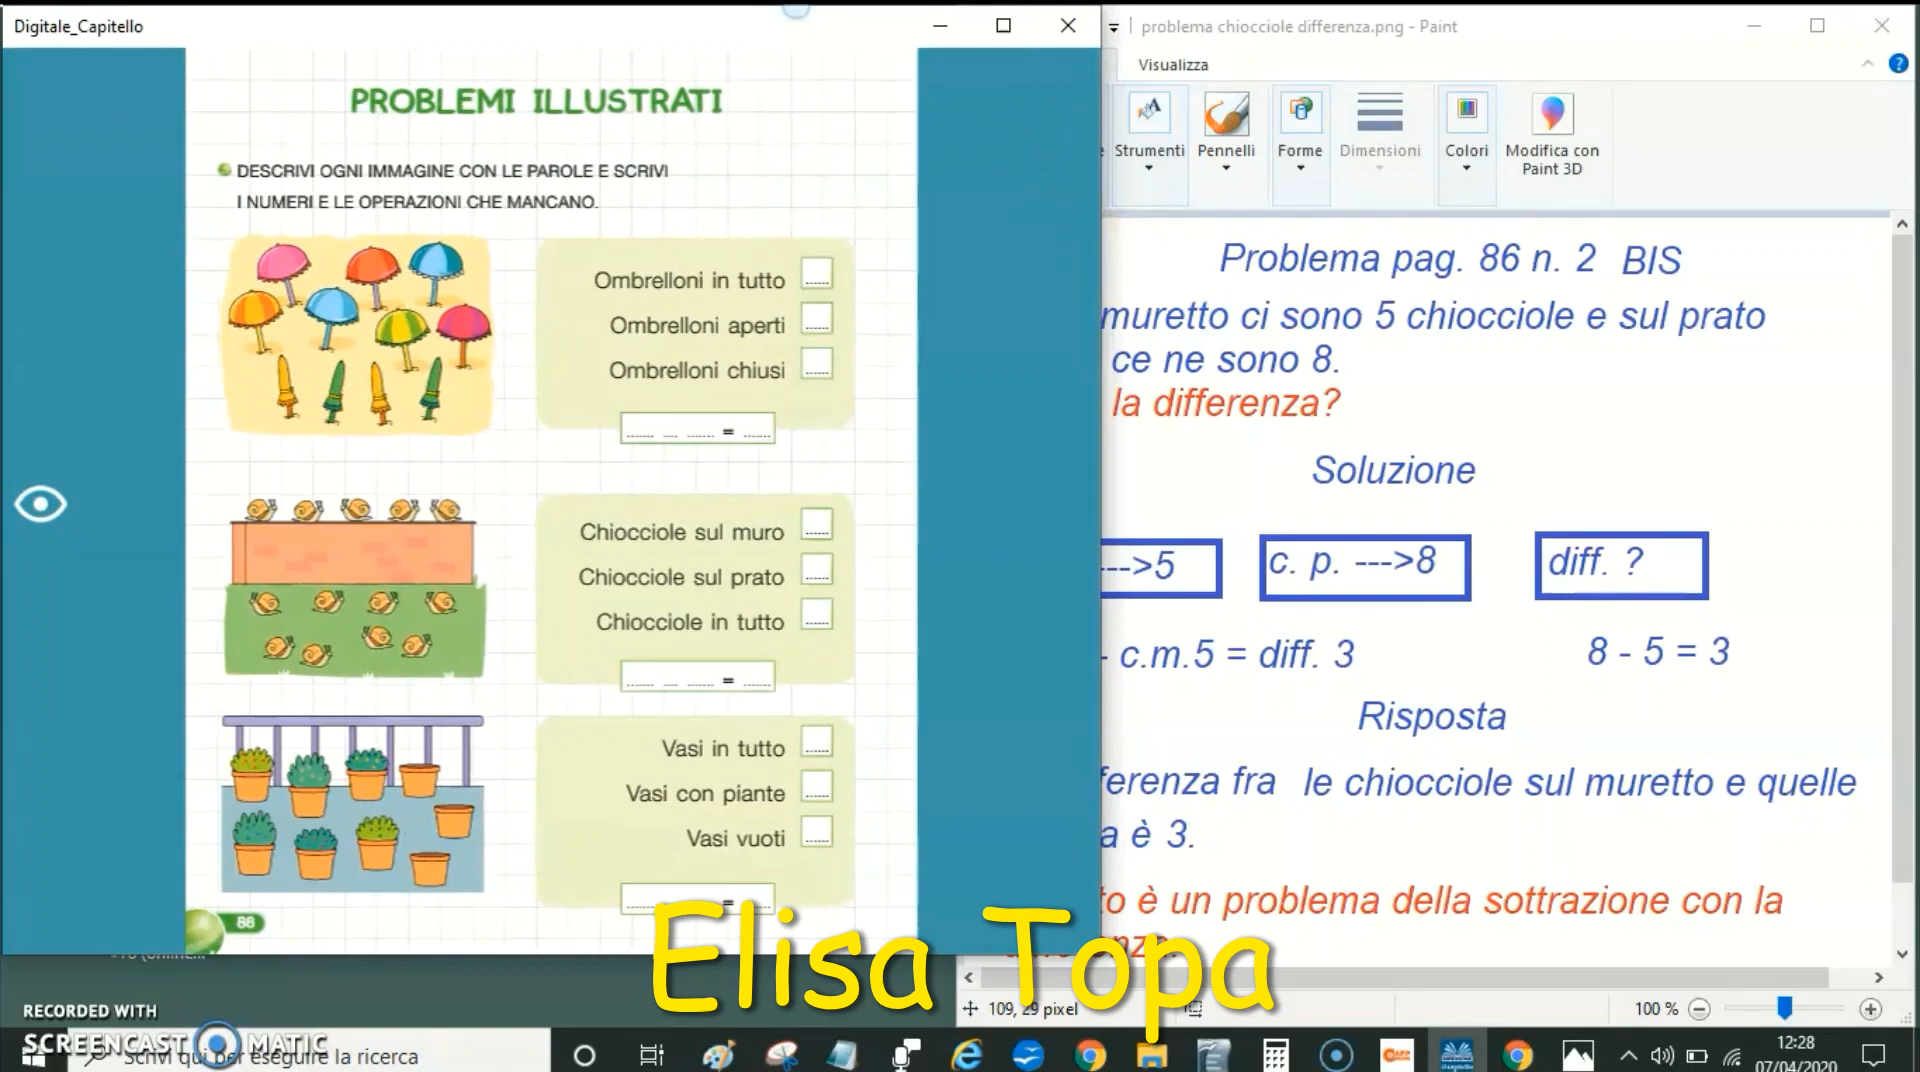 Digitale_Capitello
PROBLEMI ILLUSTRATI
DESCRIVI OGNI IMMAGINE CON LE PAROLE E SCRIVI
I NUMERI E LE OPERAZIONI CHE MANCANO.
Ombrelloni in tutto
Ombrelloni aperti
Ombrelloni chiusi
=
Chiocciole sul muro
Chiocciole sul prato
Chiocciole in tutto
=
Vasi in tutto
Vasi con piante
Vasi vuoti
=
86
problema chiocciole differenza.png - Paint
Visualizza
Strumenti Pennelli Forme Dimensioni Colori Modifica con
Paint 3D
Problema pag. 86 n. 2 BIS
muretto ci sono 5 chiocciole e sul prato
ce ne sono 8.
la differenza?
Soluzione
--->5 c. p. --->8 diff. ?
- c.m.5 = diff. 3 8 - 5 = 3
Risposta
ferenza fra le chiocciole sul muretto e quelle
a è 3.
to è un problema della sottrazione con la
Elisa Topa
109, 29 pixel 100 %
RECORDED WITH
SCREENCAST MATIC
Scrivi qui per eseguire la ricerca
12:28
07/04/2020